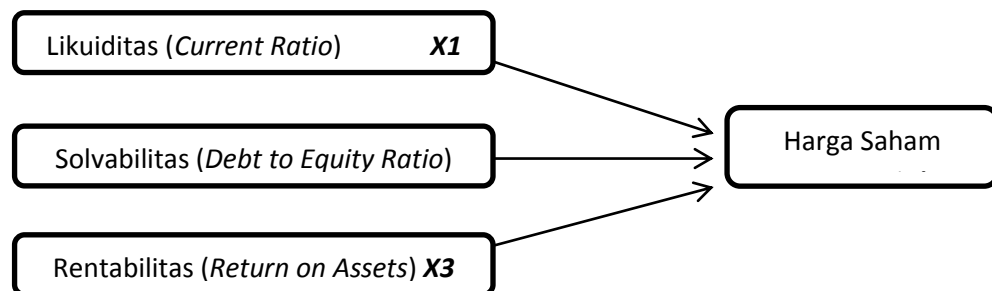 Likuiditas (Current Ratio) X1
Solvabilitas (Debt to Equity Ratio)
Harga Saham
Rentabilitas (Return on Assets) X3